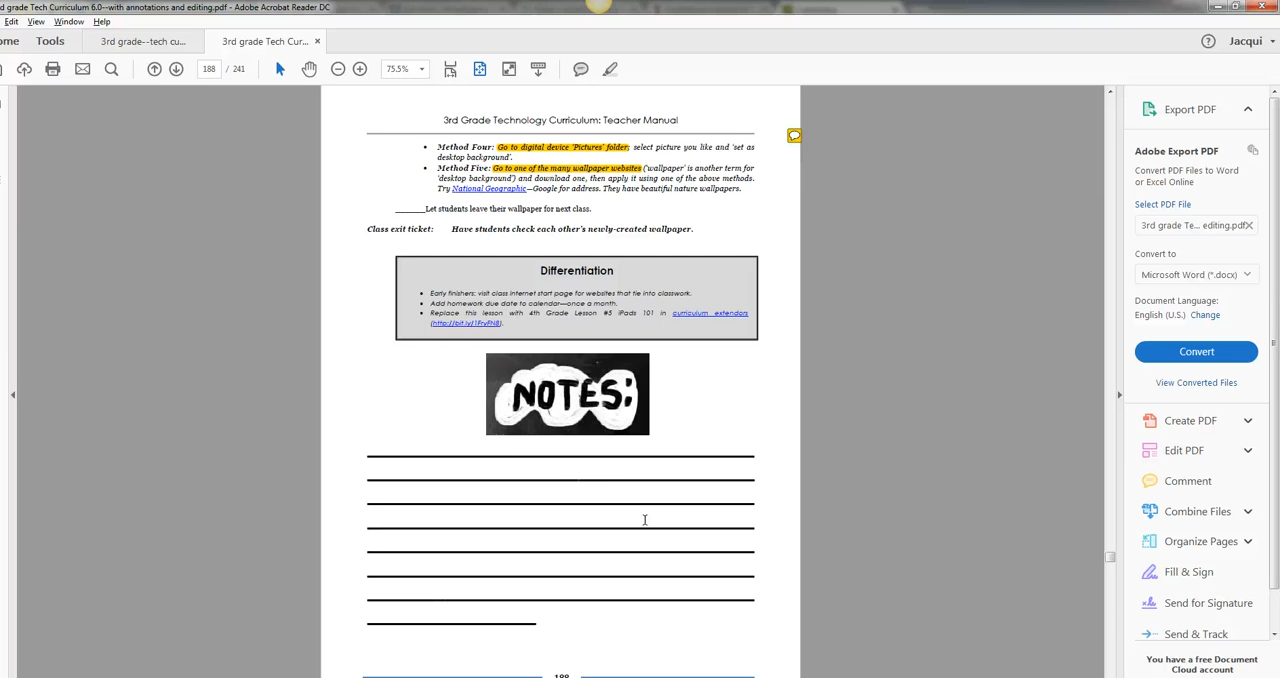 d grade Tech Curriculum 6.0--with annotations and editing.pdf - Adobe Acrobat Reader DC
Edit View Window Help
ome Tools 3rd grade--tech cu... 3rd grade Tech Cur... × Jacqui
188 / 241 75.5%
3rd Grade Technology Curriculum: Teacher Manual
• Method Four: Go to digital device 'Pictures' folder; select picture you like and 'set as
desktop background'.
• Method Five: Go to one of the many wallpaper websites ('wallpaper' is another term for
'desktop background') and download one, then apply it using one of the above methods.
Try National Geographic—Google for address. They have beautiful nature wallpapers.
______Let students leave their wallpaper for next class.
Class exit ticket: Have students check each other's newly-created wallpaper.
Differentiation
• Early finishers: visit class internet start page for websites that tie into classwork.
• Add homework due date to calendar—once a month.
• Replace this lesson with 4th Grade Lesson #5 iPads 101 in curriculum extendors
NOTES:
188
Export PDF
Adobe Export PDF
Convert PDF Files to Word
or Excel Online
Select PDF File
3rd grade Te... editing.pdf
Convert to
Microsoft Word (*.docx)
Document Language:
English (U.S.) Change
Convert
View Converted Files
Create PDF
Edit PDF
Comment
Combine Files
Organize Pages
Fill & Sign
Send for Signature
Send & Track
You have a free Document
Cloud account